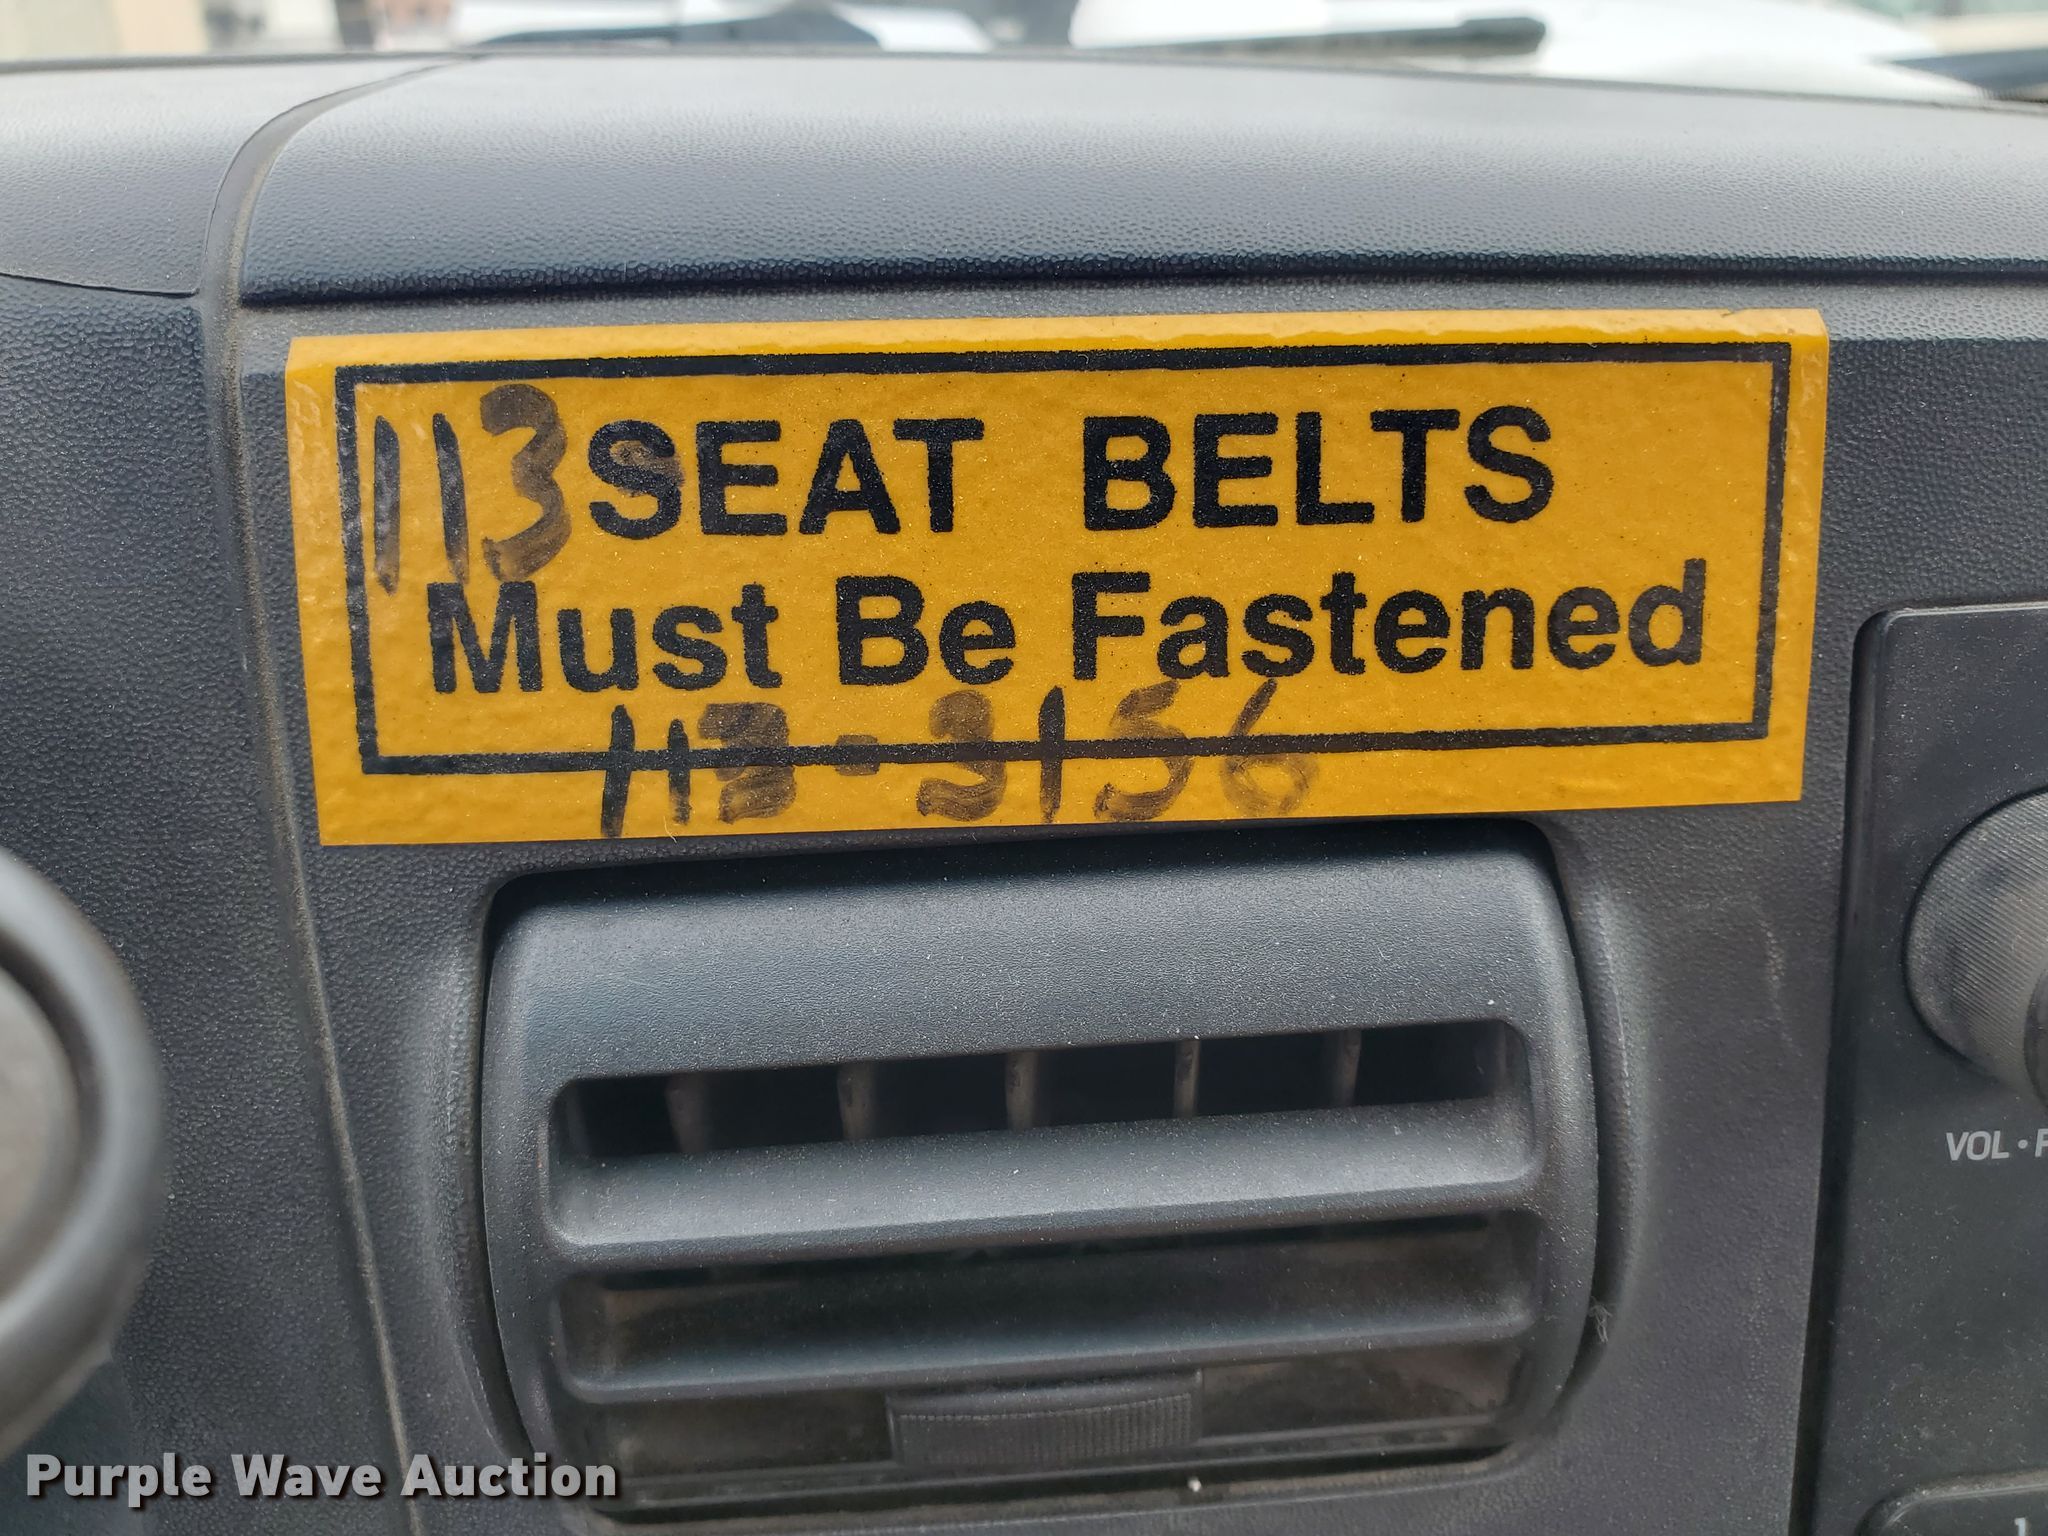 113 SEAT BELTS
Must Be Fastened
113-3156
VOL •
Purple Wave Auction